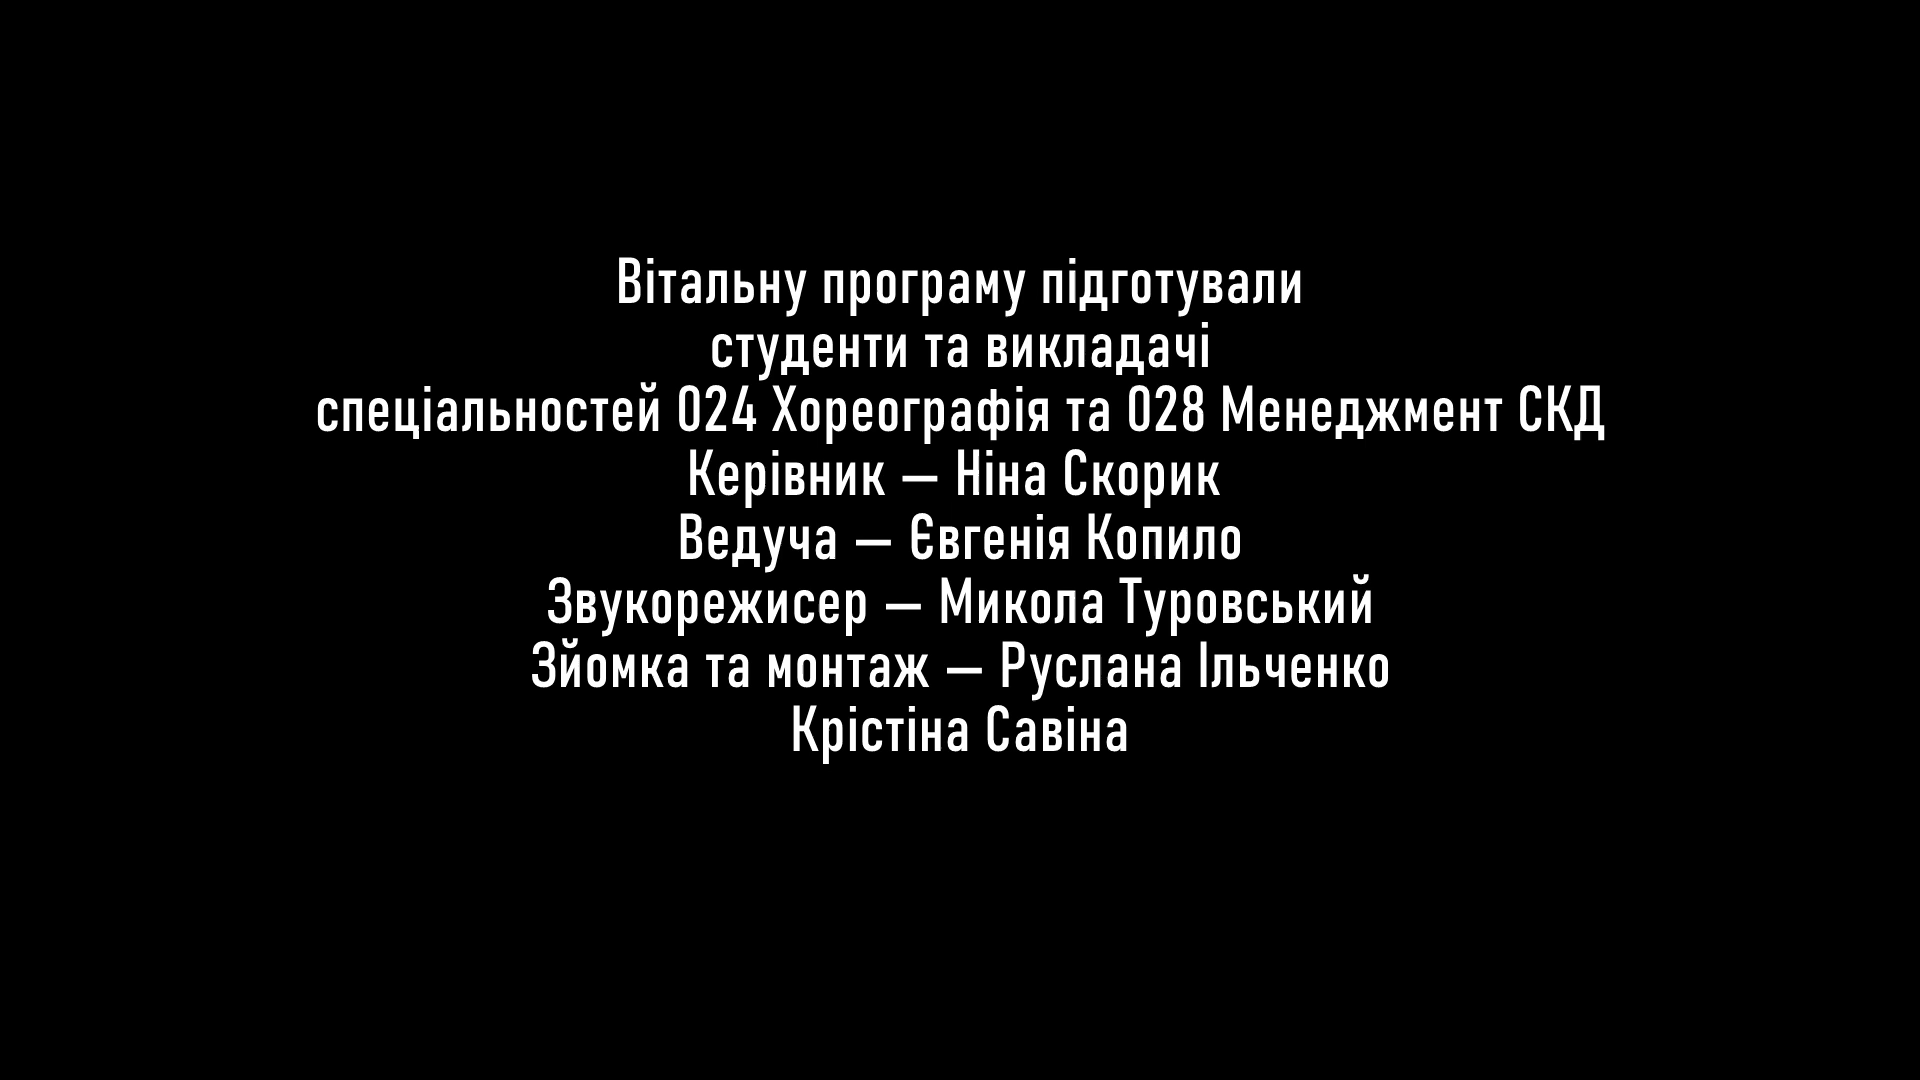 Вітальну програму підготували
студенти та викладачі
спеціальностей 024 Хореографія та 028 Менеджмент СКД
Керівник — Ніна Скорик
Ведуча — Євгенія Копило
Звукорежисер — Микола Туровський
Зйомка та монтаж — Руслана Ільченко
Крістіна Савіна